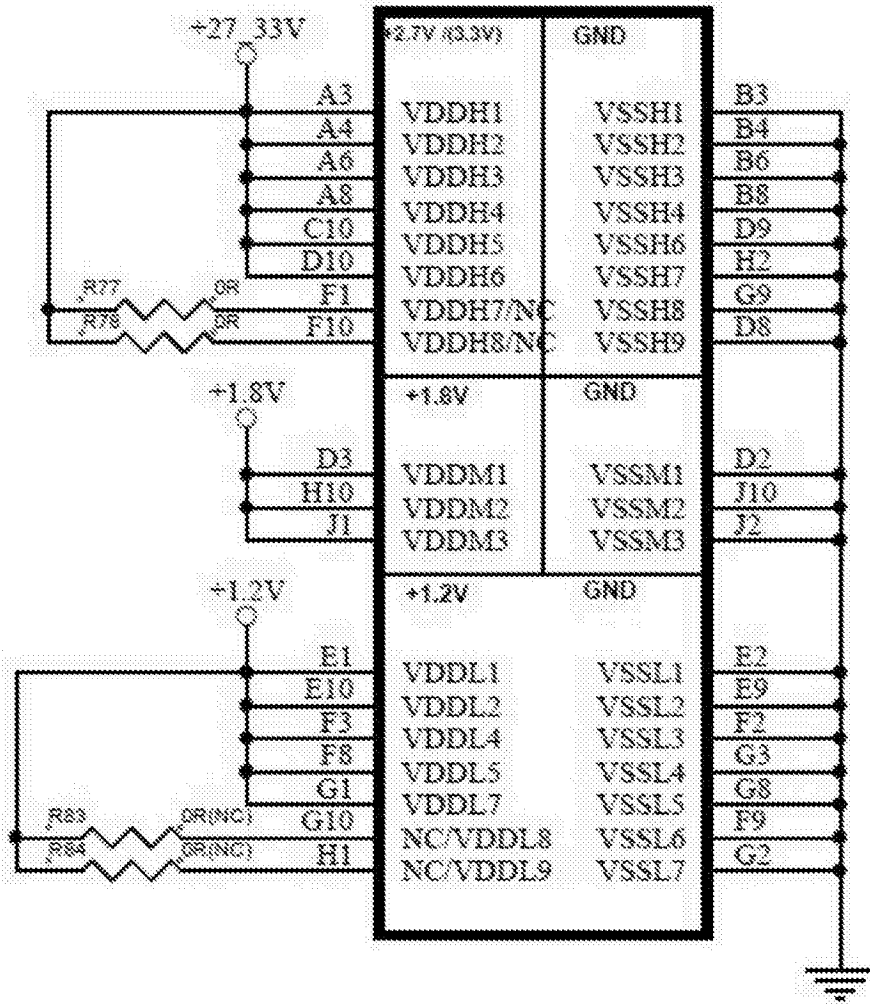 +27_33V
+2.7V /(3.3V) GND
A3 VDDH1 VSSH1 B3
A4 VDDH2 VSSH2 B4
A6 VDDH3 VSSH3 B6
A8 VDDH4 VSSH4 B8
C10 VDDH5 VSSH6 D9
D10 VDDH6 VSSH7 H2
R77 0R F1 VDDH7/NC VSSH8 G9
R78 0R F10 VDDH8/NC VSSH9 D8
+1.8V
+1.8V GND
D3 VDDM1 VSSM1 D2
H10 VDDM2 VSSM2 J10
J1 VDDM3 VSSM3 J2
+1.2V
+1.2V GND
E1 VDDL1 VSSL1 E2
E10 VDDL2 VSSL2 E9
F3 VDDL4 VSSL3 F2
F8 VDDL5 VSSL4 G3
G1 VDDL7 VSSL5 G8
R83 0R(NC) G10 NC/VDDL8 VSSL6 F9
R84 0R(NC) H1 NC/VDDL9 VSSL7 G2